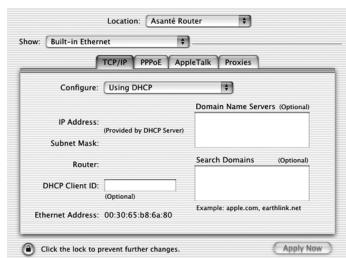 Location: Asanté Router
Show: Built-in Ethernet
TCP/IP PPPoE AppleTalk Proxies
Configure: Using DHCP
Domain Name Servers (Optional)
IP Address:
(Provided by DHCP Server)
Subnet Mask:
Router:
Search Domains (Optional)
DHCP Client ID:
(Optional)
Example: apple.com, earthlink.net
Ethernet Address: 00:30:65:b8:6a:80
Click the lock to prevent further changes.
Apply Now